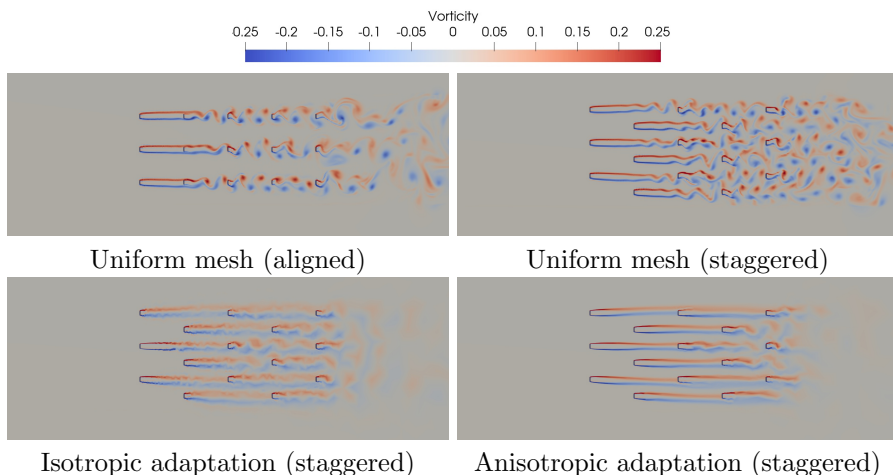 Vorticity
0.25 -0.2 -0.15 -0.1 -0.05 0 0.05 0.1 0.15 0.2 0.25
Uniform mesh (aligned) Uniform mesh (staggered)
Isotropic adaptation (staggered) Anisotropic adaptation (staggered)